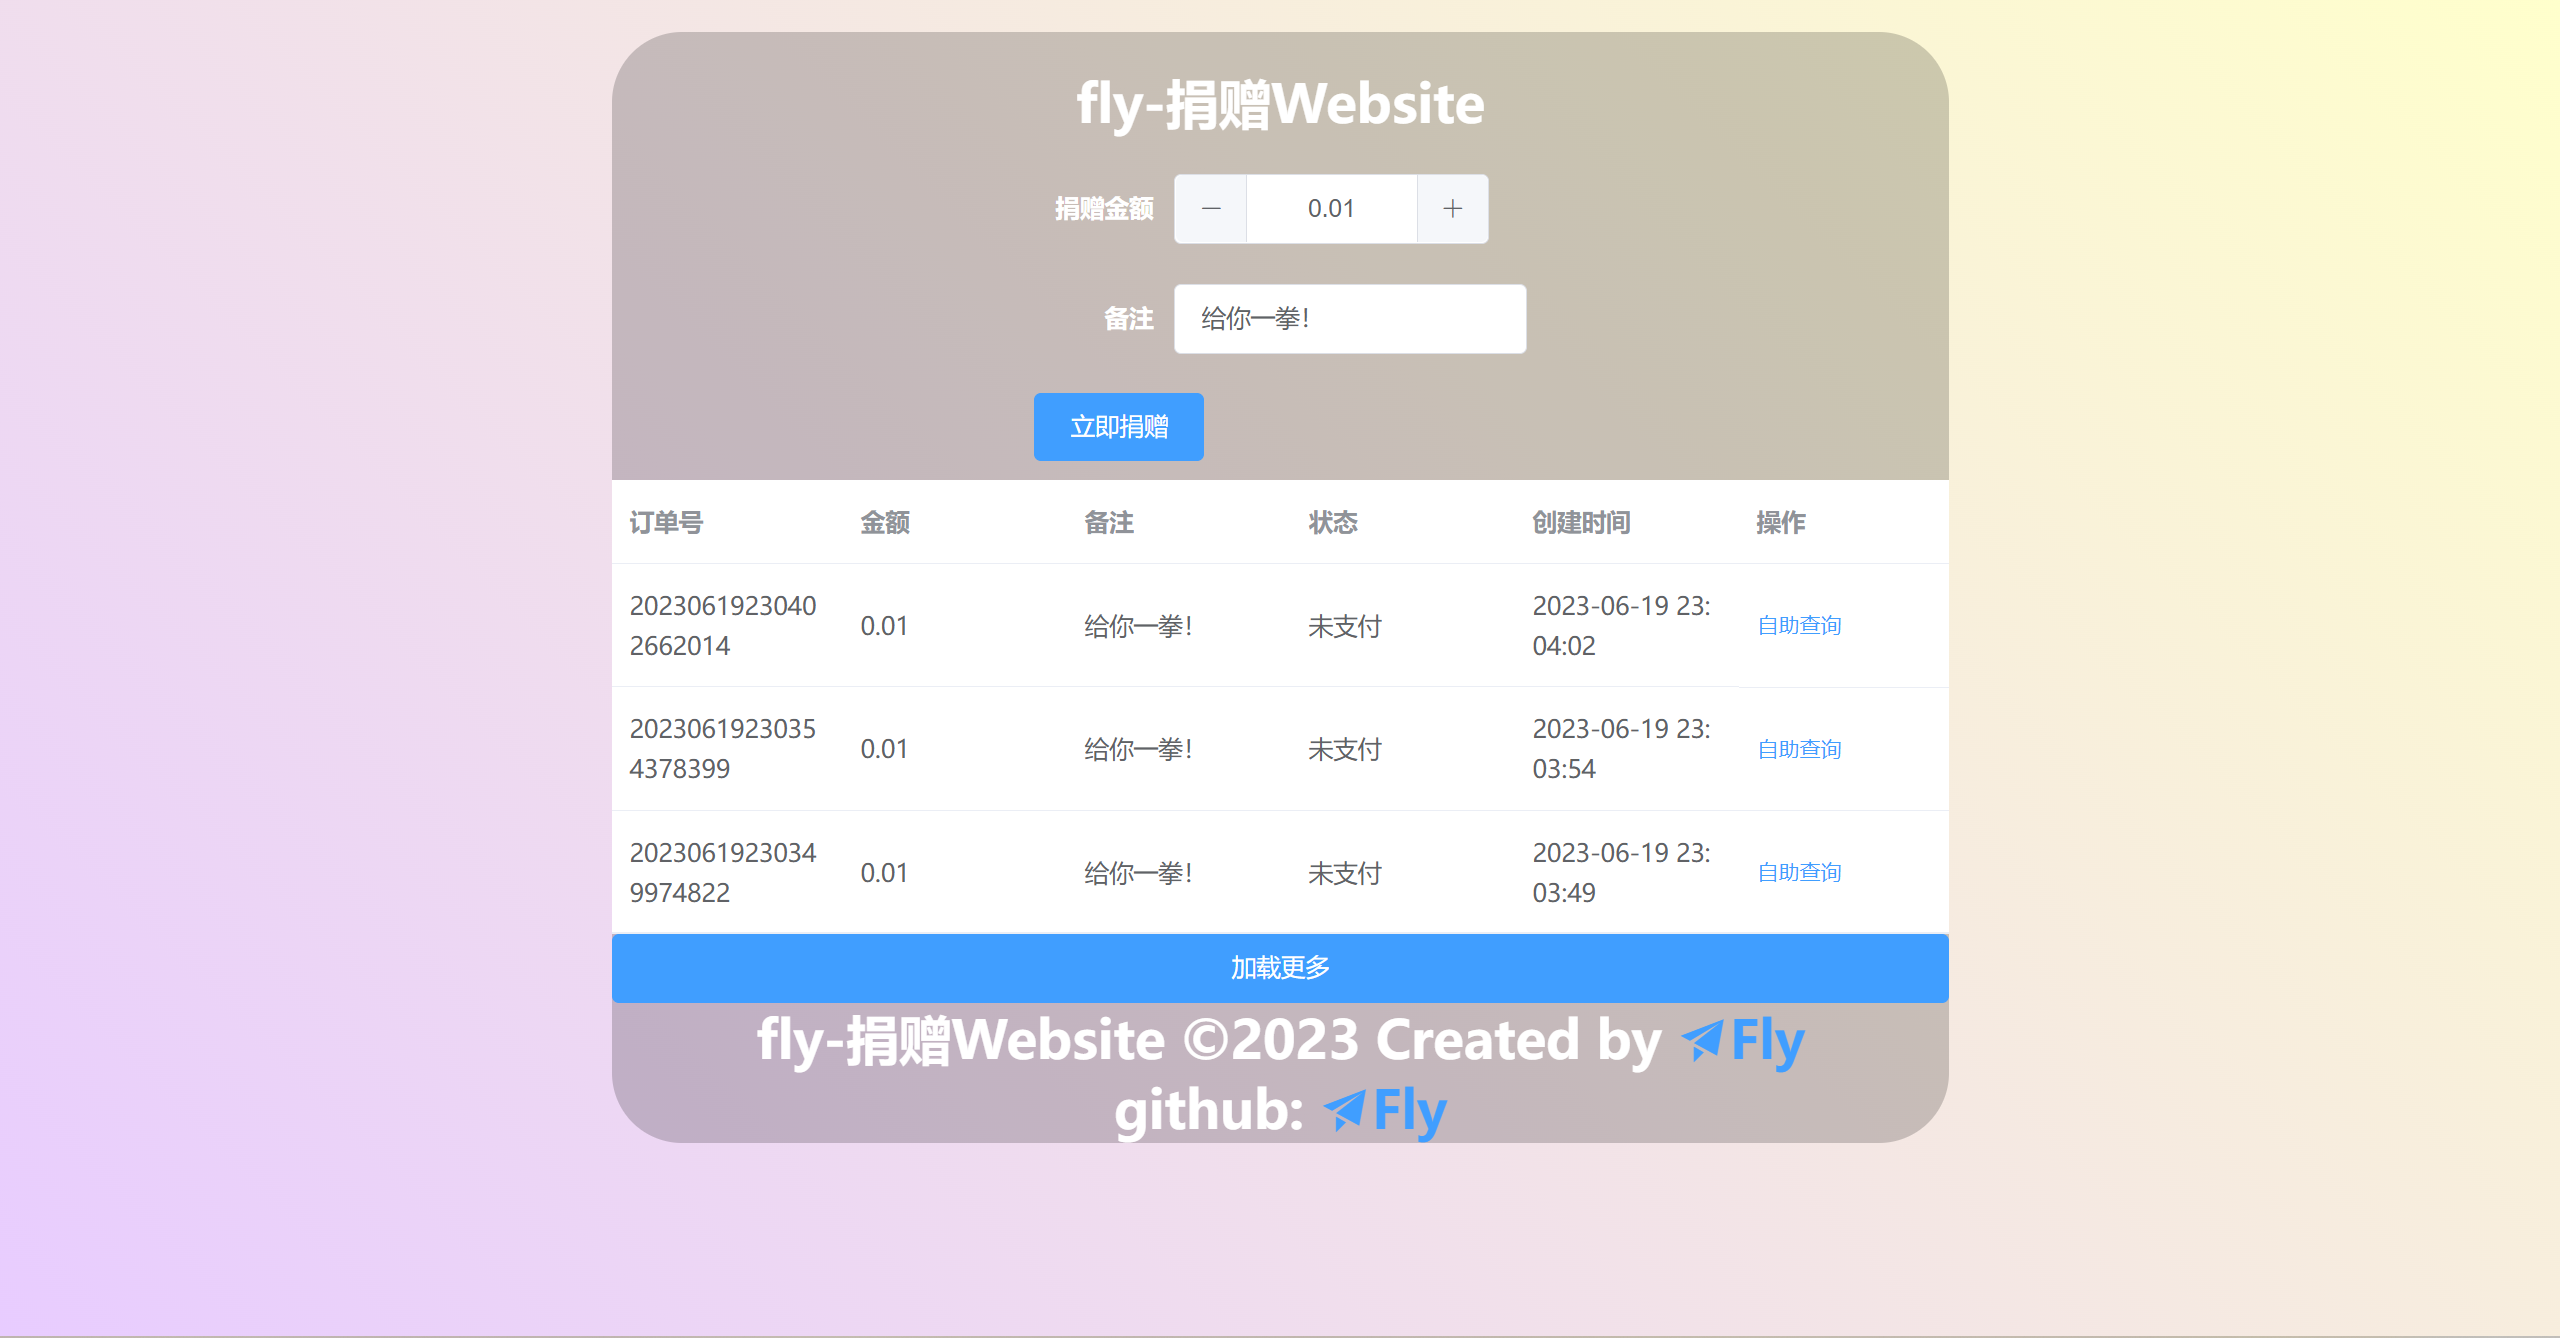 fly-捐赠Website
捐赠金额 0.01
备注 给你一拳！
立即捐赠
订单号 金额 备注 状态 创建时间 操作
2023061923040 0.01 给你一拳！ 未支付 2023-06-19 23: 自助查询
2662014 04:02
2023061923035 0.01 给你一拳！ 未支付 2023-06-19 23: 自助查询
4378399 03:54
2023061923034 0.01 给你一拳！ 未支付 2023-06-19 23: 自助查询
9974822 03:49
加载更多
fly-捐赠Website ©2023 Created by Fly
github: Fly